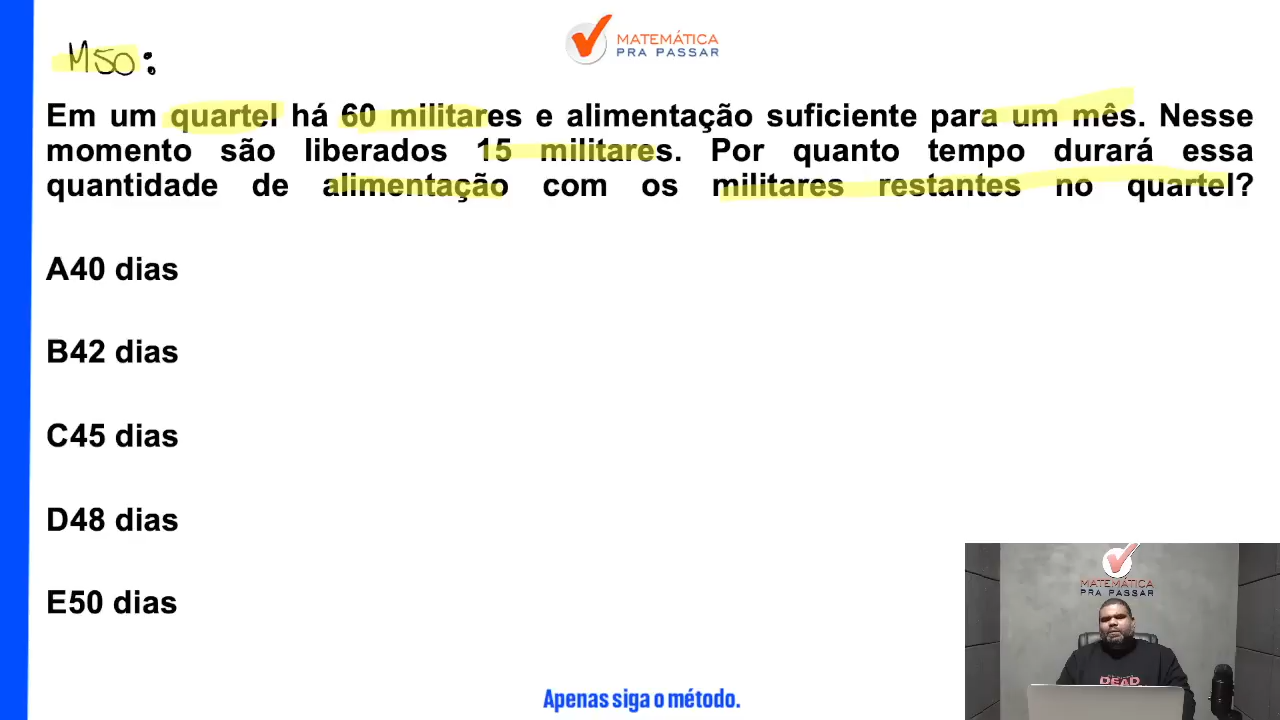 M50:
MATEMÁTICA
PRA PASSAR
Em um quartel há 60 militares e alimentação suficiente para um mês. Nesse
momento são liberados 15 militares. Por quanto tempo durará essa
quantidade de alimentação com os militares restantes no quartel?
A40 dias
B42 dias
C45 dias
D48 dias
E50 dias
MATEMÁTICA
PRA PASSAR
DEAD
Apenas siga o método.